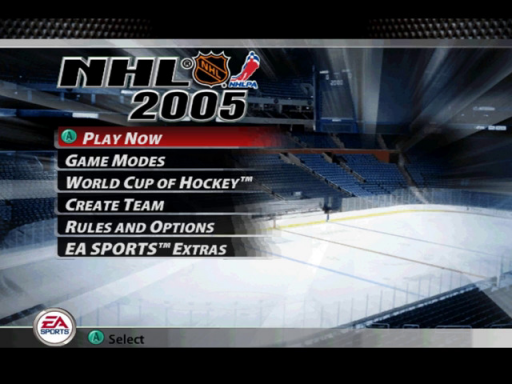 NHL® NHL NHLPA
2005
A PLAY NOW
GAME MODES
WORLD CUP OF HOCKEY™
CREATE TEAM
RULES AND OPTIONS
EA SPORTS™ EXTRAS
EA SPORTS
A Select